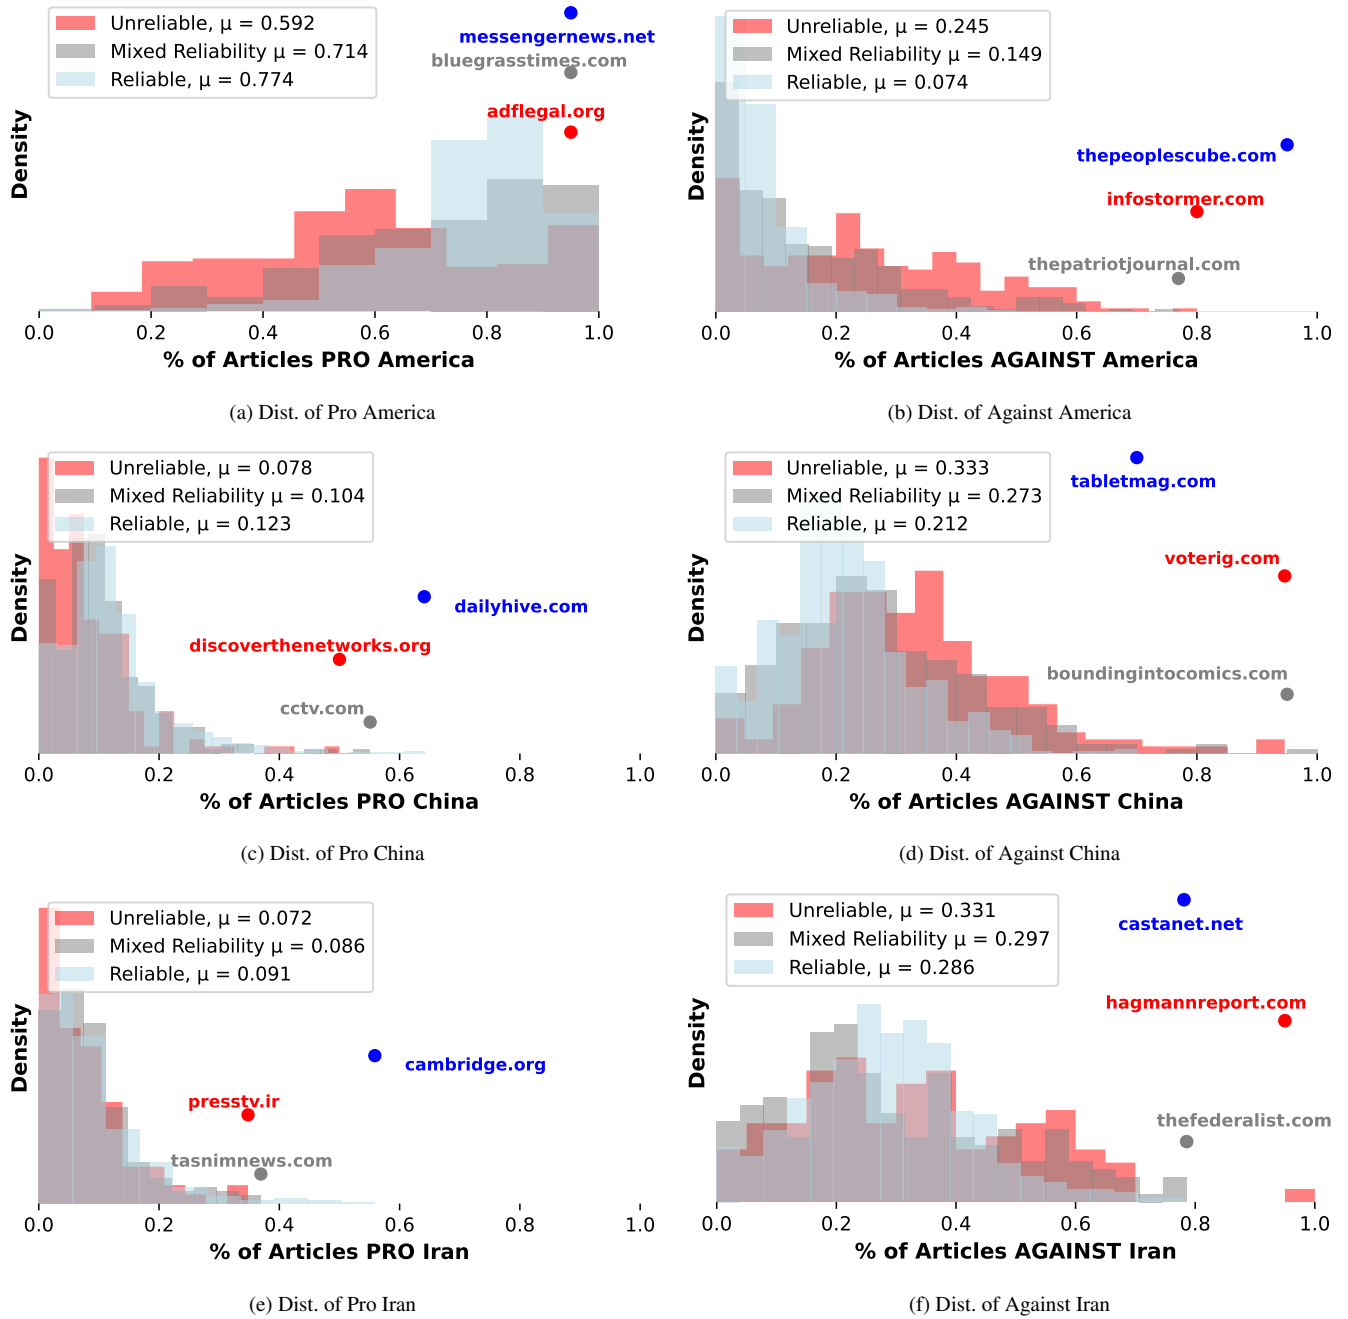 Unreliable, μ = 0.592
Mixed Reliability μ = 0.714
Reliable, μ = 0.774
messengernews.net
bluegrasstimes.com
adflegal.org
Density
0.0 0.2 0.4 0.6 0.8 1.0
% of Articles PRO America
(a) Dist. of Pro America
Unreliable, μ = 0.245
Mixed Reliability μ = 0.149
Reliable, μ = 0.074
thepeoplescube.com
infostormer.com
thepatriotjournal.com
Density
0.0 0.2 0.4 0.6 0.8 1.0
% of Articles AGAINST America
(b) Dist. of Against America
Unreliable, μ = 0.078
Mixed Reliability μ = 0.104
Reliable, μ = 0.123
dailyhive.com
discoverthenetworks.org
cctv.com
Density
0.0 0.2 0.4 0.6 0.8 1.0
% of Articles PRO China
(c) Dist. of Pro China
Unreliable, μ = 0.333
Mixed Reliability μ = 0.273
Reliable, μ = 0.212
tabletmag.com
voterig.com
boundingintocomics.com
Density
0.0 0.2 0.4 0.6 0.8 1.0
% of Articles AGAINST China
(d) Dist. of Against China
Unreliable, μ = 0.072
Mixed Reliability μ = 0.086
Reliable, μ = 0.091
cambridge.org
presstv.ir
tasnimnews.com
Density
0.0 0.2 0.4 0.6 0.8 1.0
% of Articles PRO Iran
(e) Dist. of Pro Iran
Unreliable, μ = 0.331
Mixed Reliability μ = 0.297
Reliable, μ = 0.286
castanet.net
hagmannreport.com
thefederalist.com
Density
0.0 0.2 0.4 0.6 0.8 1.0
% of Articles AGAINST Iran
(f) Dist. of Against Iran